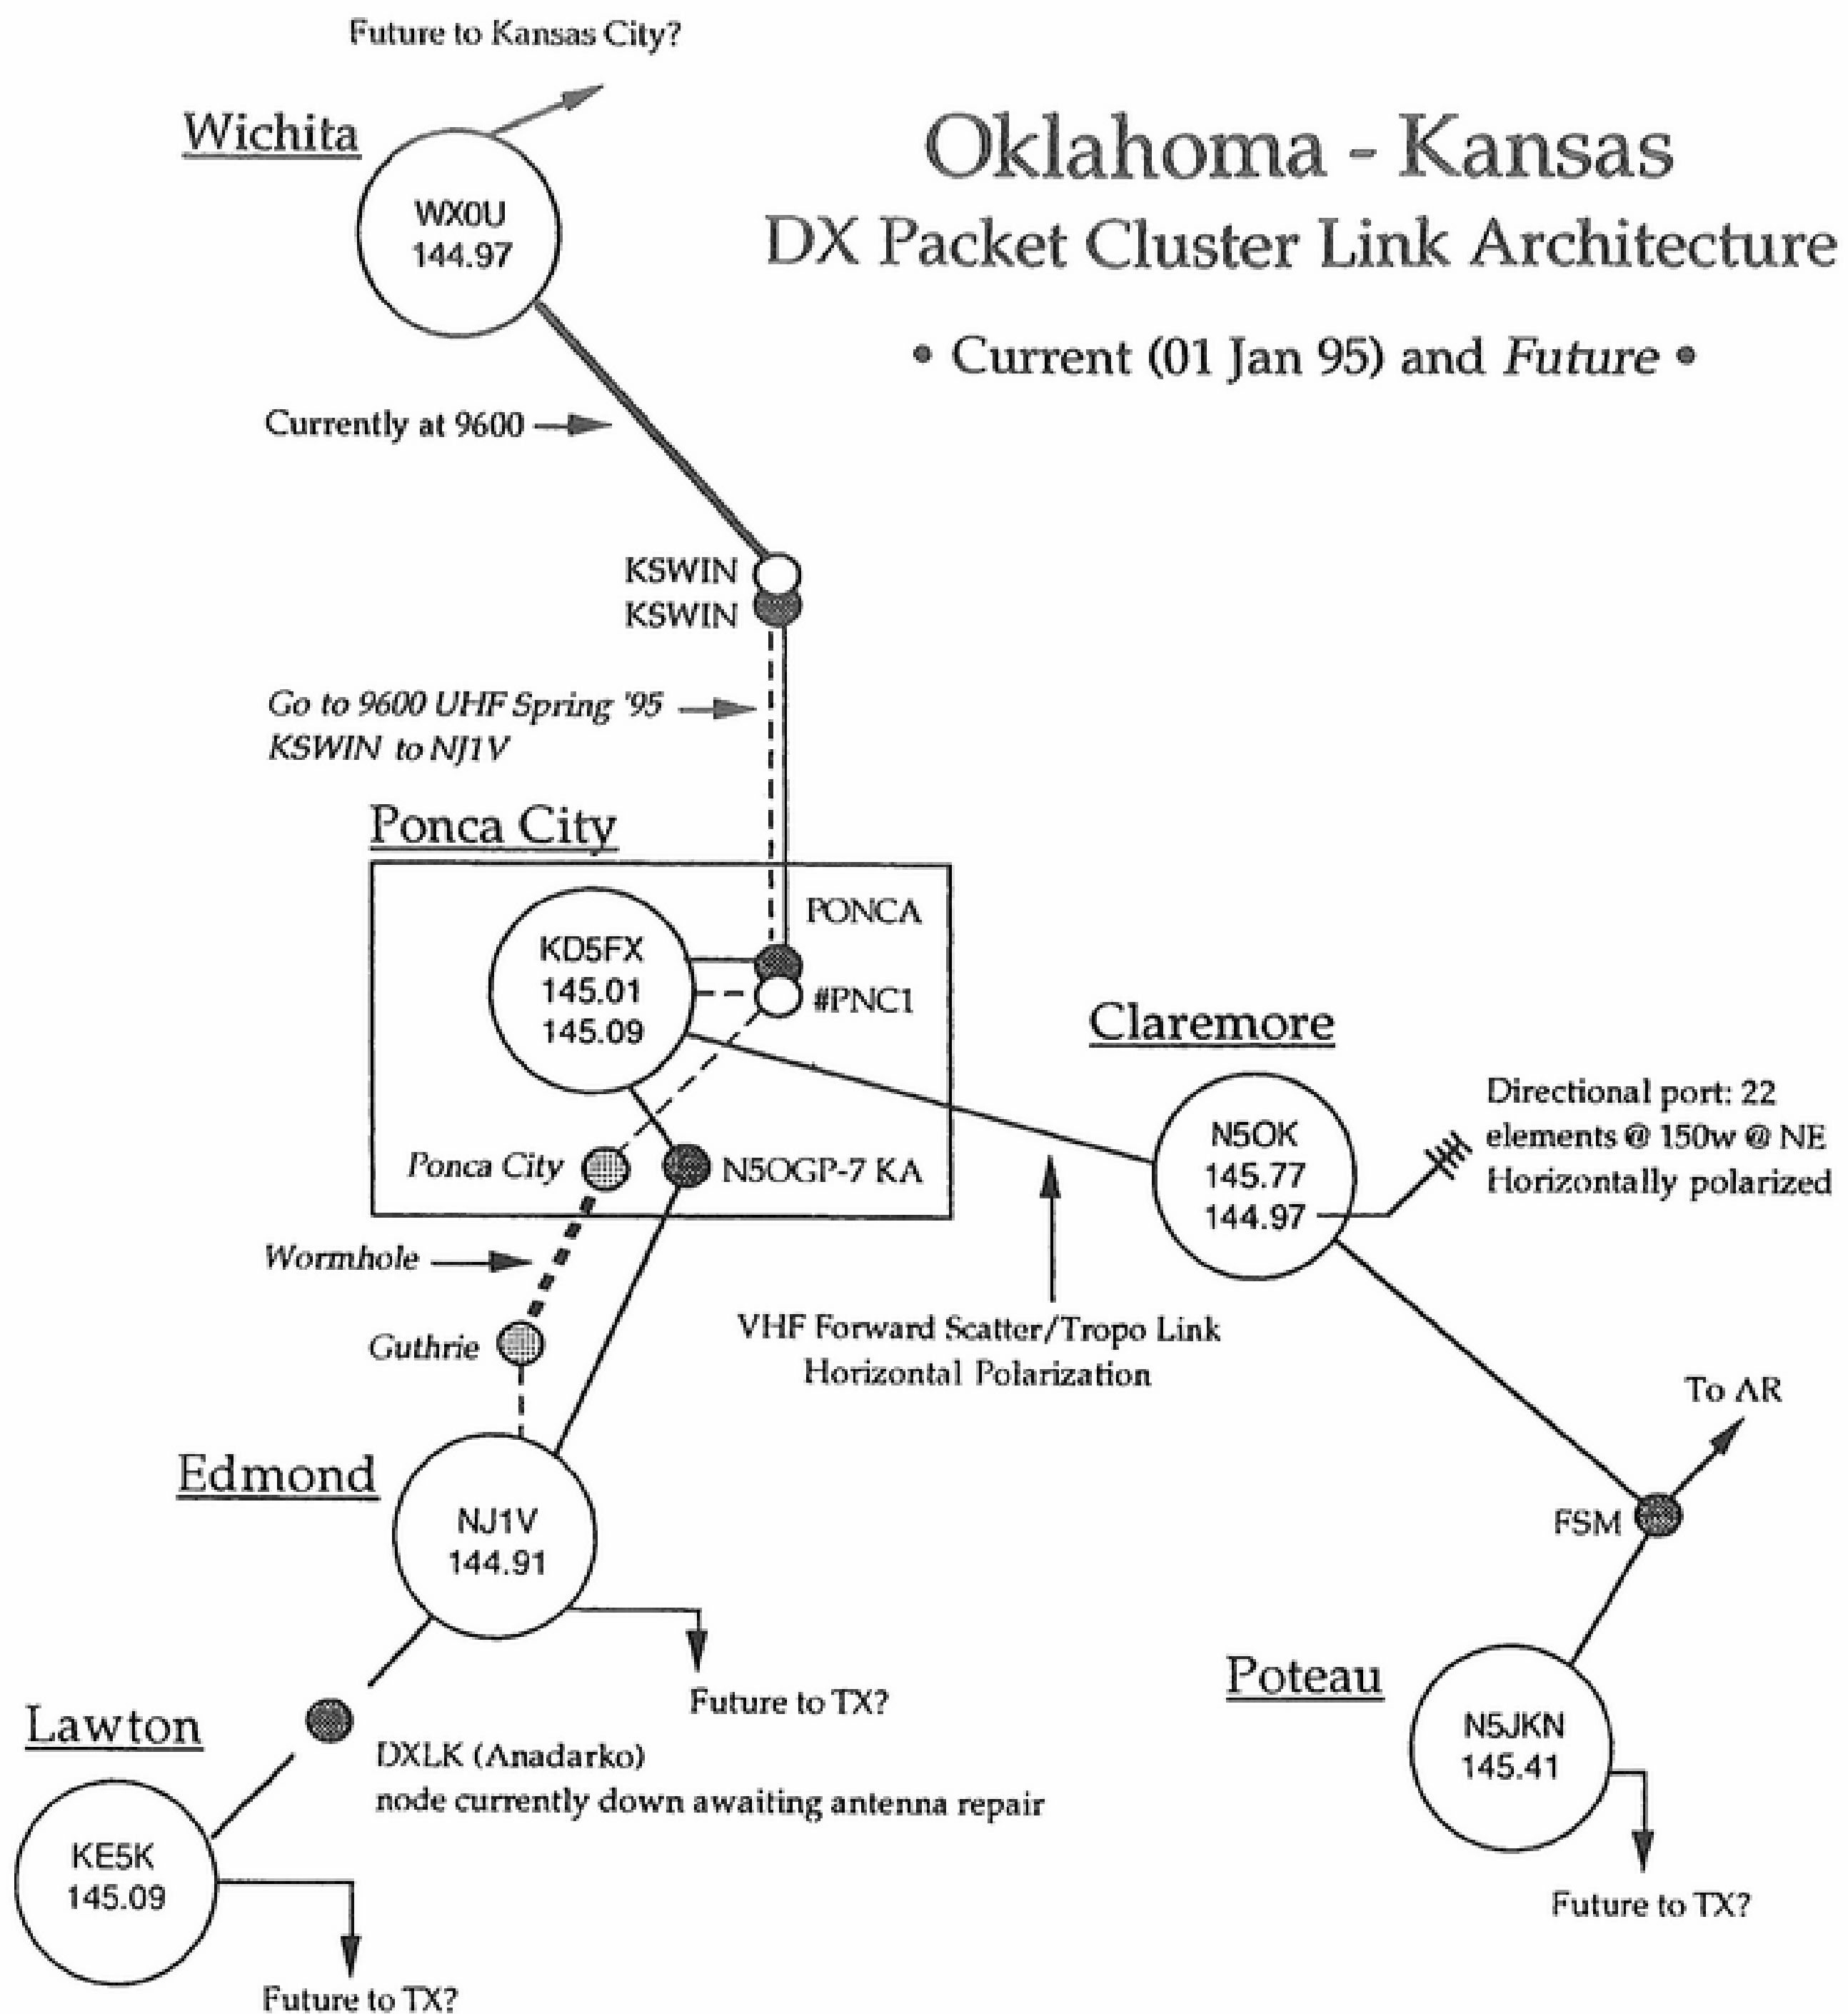 Future to Kansas City?
Wichita
WX0U
144.97
Oklahoma - Kansas
DX Packet Cluster Link Architecture
• Current (01 Jan 95) and Future •
Currently at 9600
KSWIN
KSWIN
Go to 9600 UHF Spring '95
KSWIN to NJ1V
Ponca City
PONCA
KD5FX
145.01
145.09
#PNC1
Ponca City
N5OGP-7 KA
Claremore
N5OK
145.77
144.97
Directional port: 22
elements @ 150w @ NE
Horizontally polarized
Wormhole
VHF Forward Scatter/Tropo Link
Horizontal Polarization
Guthrie
To AR
Edmond
NJ1V
144.91
FSM
Future to TX?
Poteau
N5JKN
145.41
Lawton
DXLK (Anadarko)
node currently down awaiting antenna repair
KE5K
145.09
Future to TX?
Future to TX?